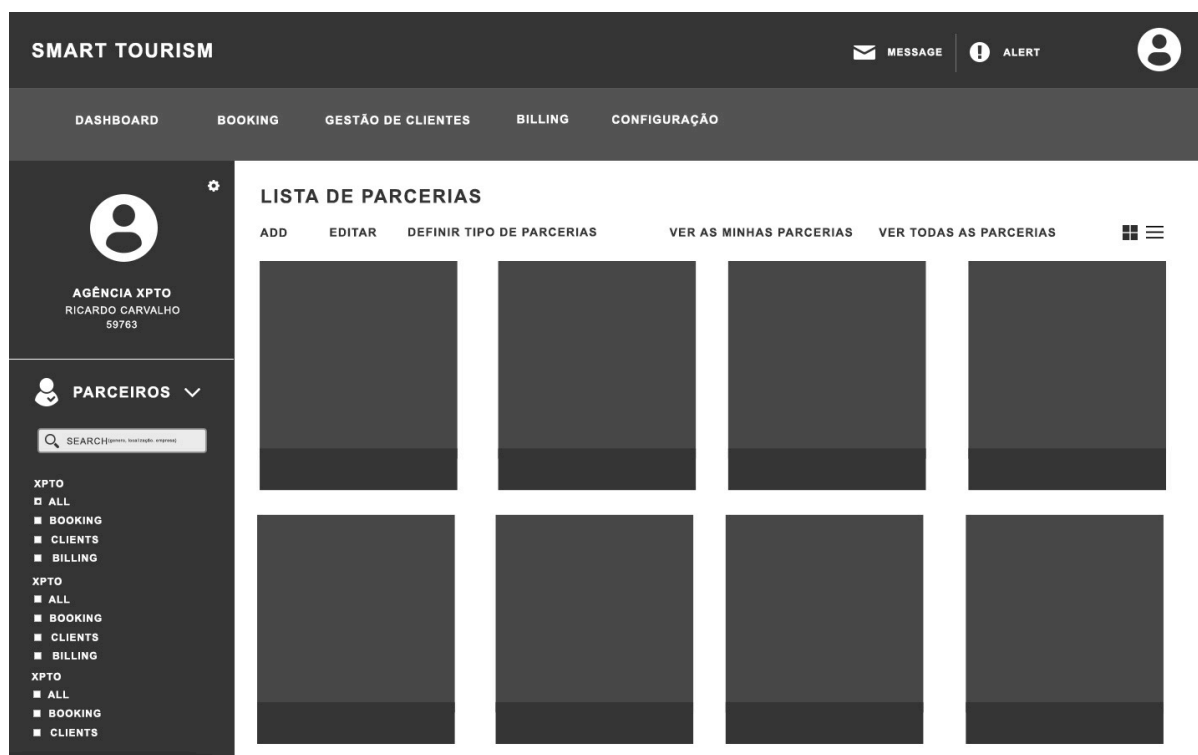 SMART TOURISM
MESSAGE
ALERT
DASHBOARD BOOKING GESTÃO DE CLIENTES BILLING CONFIGURAÇÃO
AGÊNCIA XPTO
RICARDO CARVALHO
59763
PARCEIROS
SEARCH
XPTO
ALL
BOOKING
CLIENTS
BILLING
XPTO
ALL
BOOKING
CLIENTS
BILLING
XPTO
ALL
BOOKING
CLIENTS
LISTA DE PARCERIAS
ADD EDITAR DEFINIR TIPO DE PARCERIAS VER AS MINHAS PARCERIAS VER TODAS AS PARCERIAS